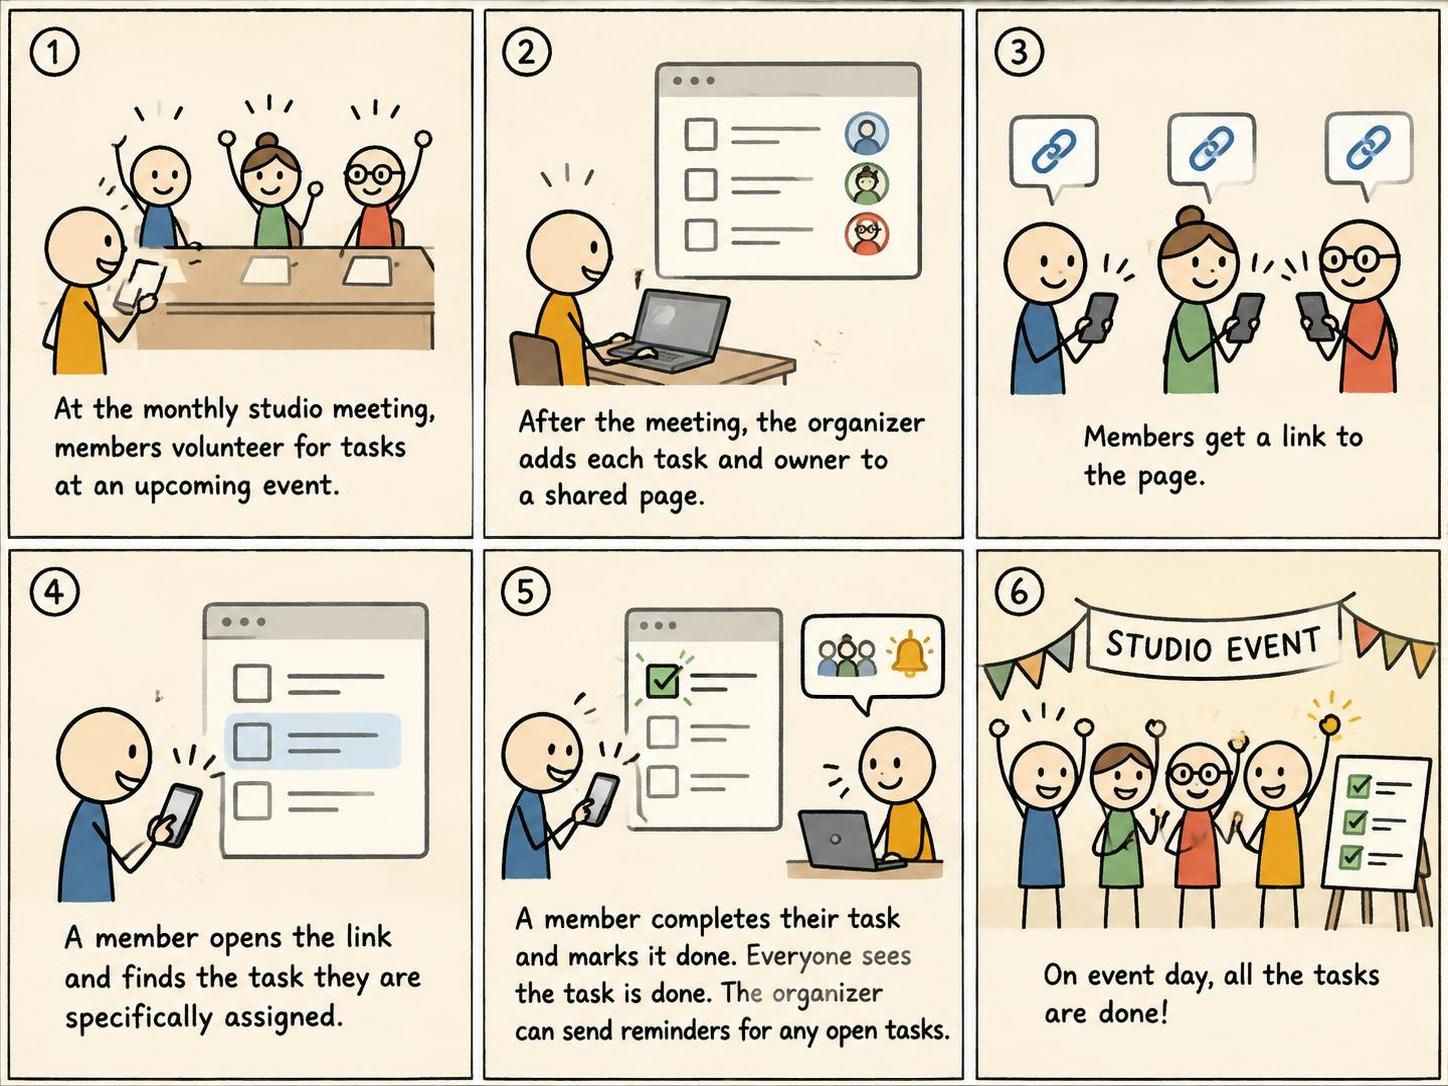 1
At the monthly studio meeting,
members volunteer for tasks
at an upcoming event.
2
After the meeting, the organizer
adds each task and owner to
a shared page.
3
Members get a link to
the page.
4
A member opens the link
and finds the task they are
specifically assigned.
5
A member completes their task
and marks it done. Everyone sees
the task is done. The organizer
can send reminders for any open tasks.
6
STUDIO EVENT
On event day, all the tasks
are done!